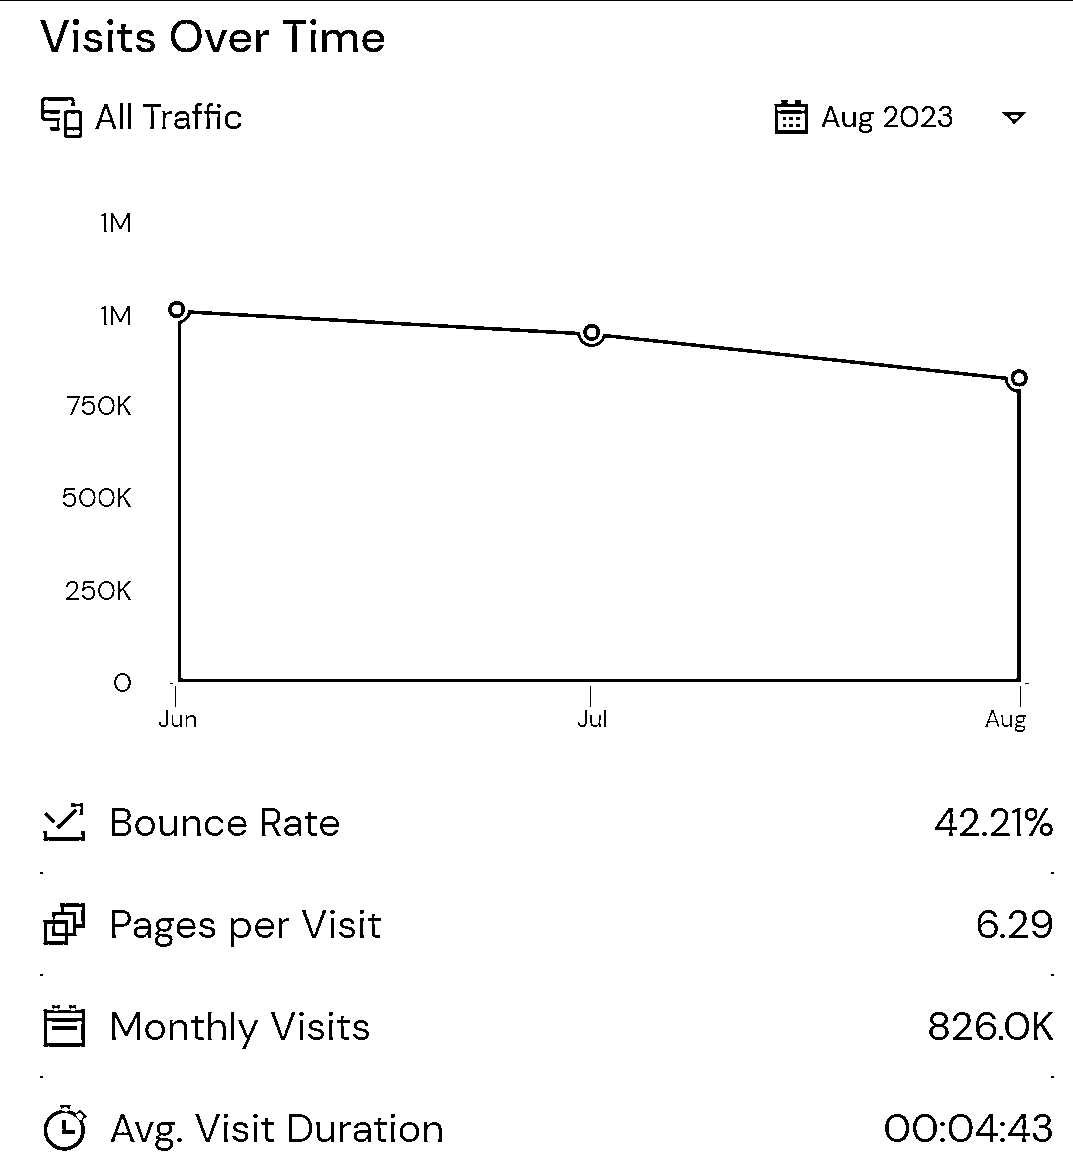 Visits Over Time
All Traffic
Aug 2023
1M
1M
750K
500K
250K
0
Jun Jul Aug
Bounce Rate 42.21%
Pages per Visit 6.29
Monthly Visits 826.0K
Avg. Visit Duration 00:04:43